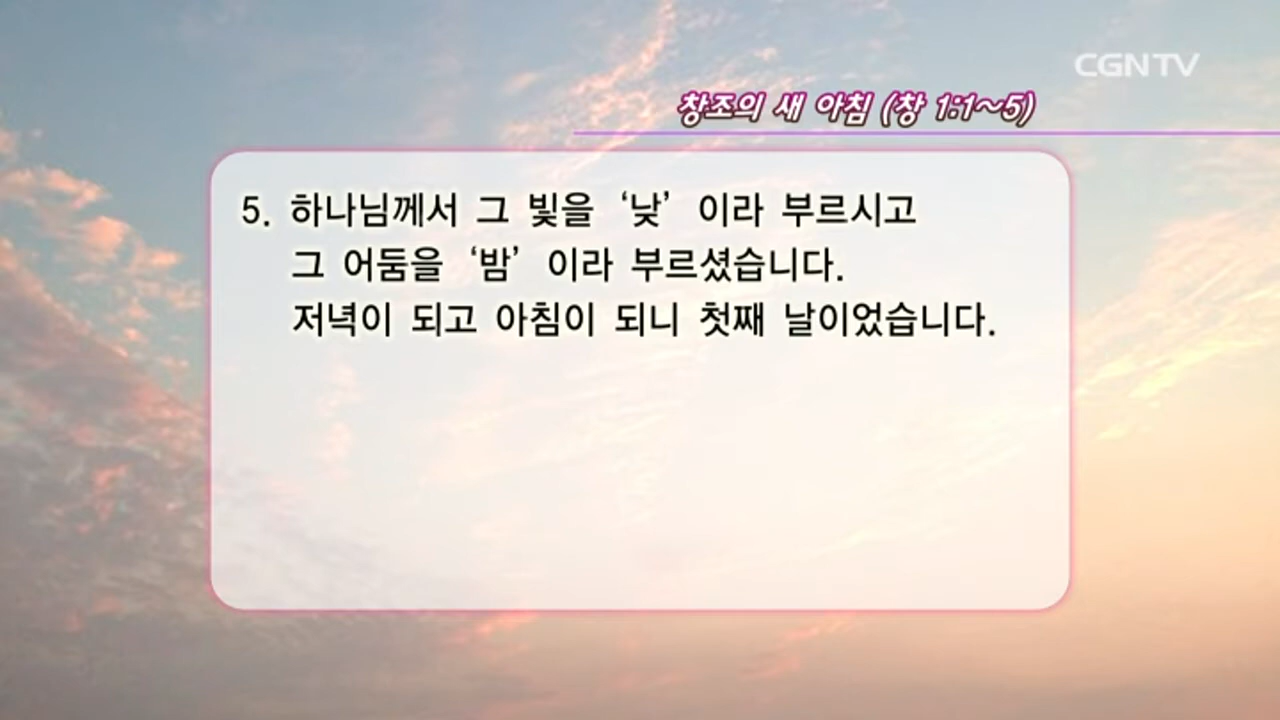 CGNTV
창조의 새 아침 (창 1:1~5)
5. 하나님께서 그 빛을 ‘낮’ 이라 부르시고
그 어둠을 ‘밤’ 이라 부르셨습니다.
저녁이 되고 아침이 되니 첫째 날이었습니다.